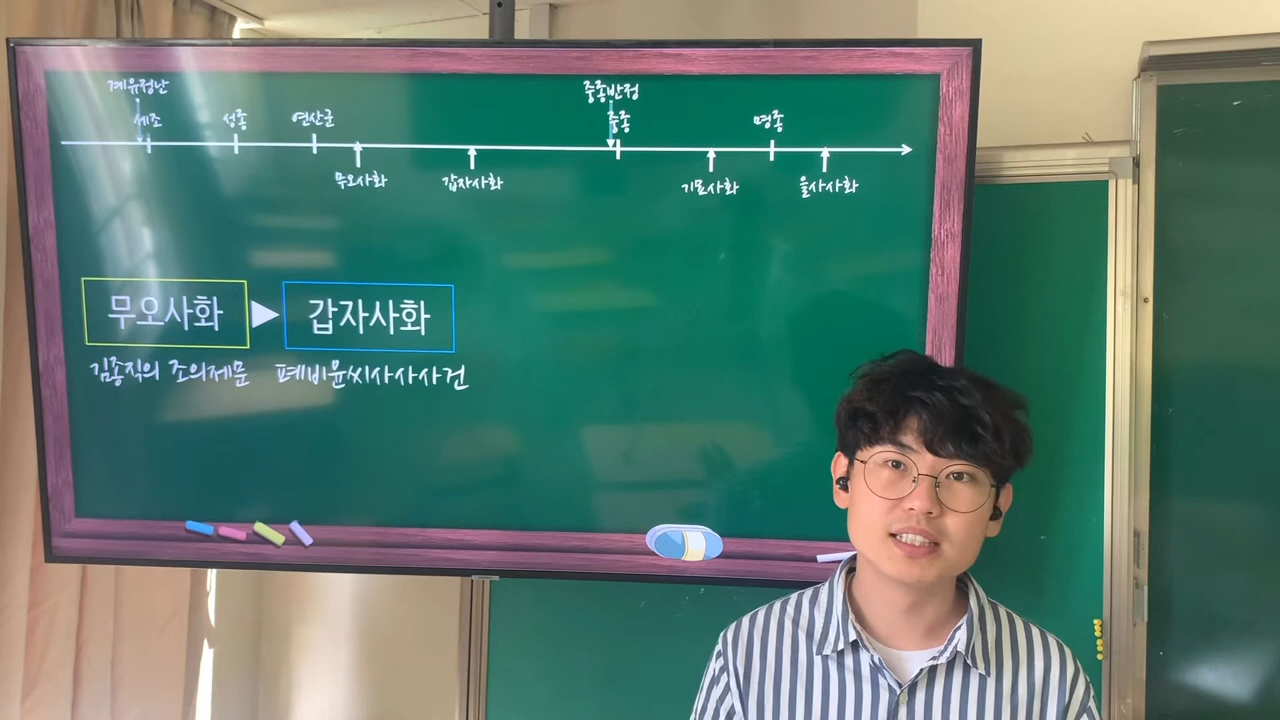 계유정난
중종반정
세조
성종
연산군
중종
명종
무오사화
갑자사화
기묘사화
을사사화
무오사화
갑자사화
김종직의 조의제문
폐비윤씨사사사건